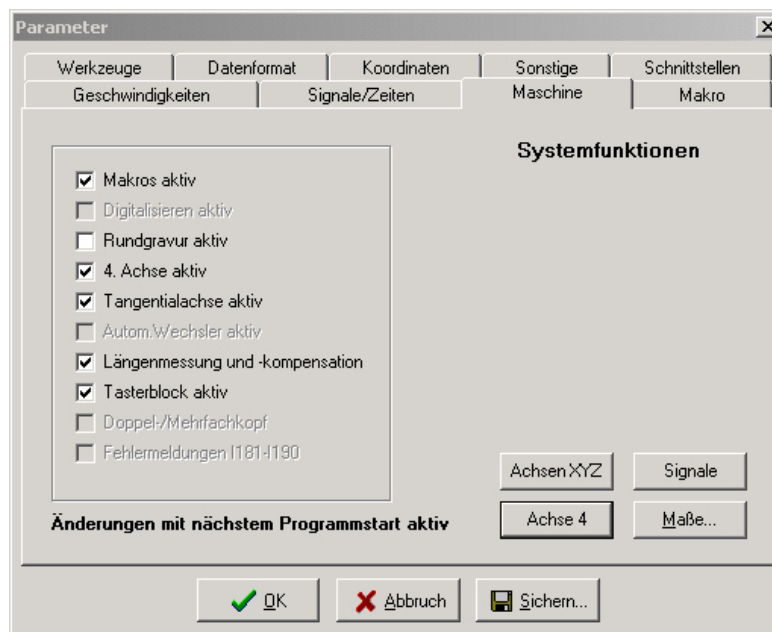 Parameter
Werkzeuge Datenformat Koordinaten Sonstige Schnittstellen
Geschwindigkeiten Signale/Zeiten Maschine Makro
Systemfunktionen
Makros aktiv
Digitalisieren aktiv
Rundgravur aktiv
4. Achse aktiv
Tangentialachse aktiv
Autom.Wechsler aktiv
Längenmessung und -kompensation
Tasterblock aktiv
Doppel-/Mehrfachkopf
Fehlermeldungen I181-I190
Achsen XYZ Signale
Änderungen mit nächstem Programmstart aktiv
Achse 4 Maße...
OK Abbruch Sichern...